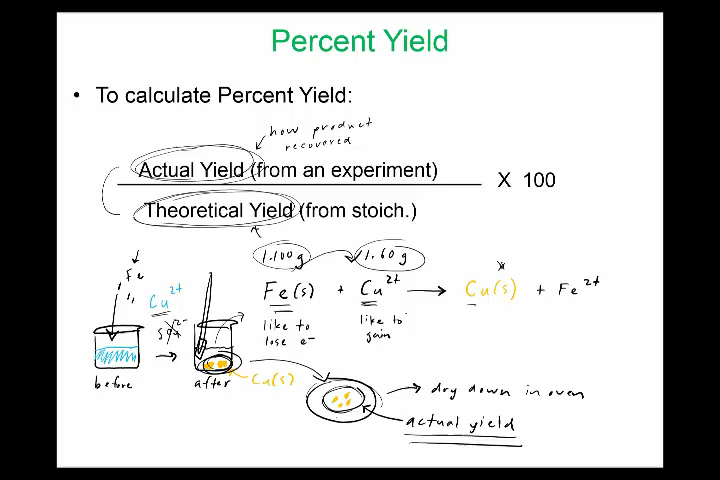 Percent Yield
• To calculate Percent Yield:
how product
recovered
Actual Yield (from an experiment)
X 100
Theoretical Yield (from stoich.)
1.100g
1.60g
Fe
Cu²⁺
SO₄²⁻
Fe(s) + Cu²⁺ → Cu(s) + Fe²⁺
like to
lose e⁻
like to
gain
before
after
Cu(s)
→ dry down in oven
actual yield